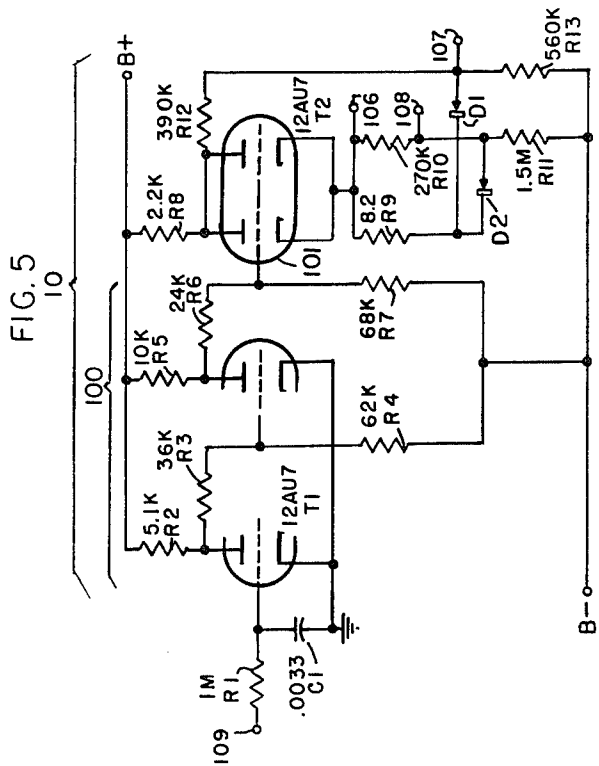 FIG. 5
10
100
B+
5.1K
R2
36K
R3
10K
R5
24K
R6
2.2K
R8
390K
R12
109
1M
R1
.0033
C1
12AU7
T1
12AU7
T2
101
62K
R4
68K
R7
8.2
R9
270K
R10
106
108
107
D1
D2
1.5M
R11
560K
R13
B-